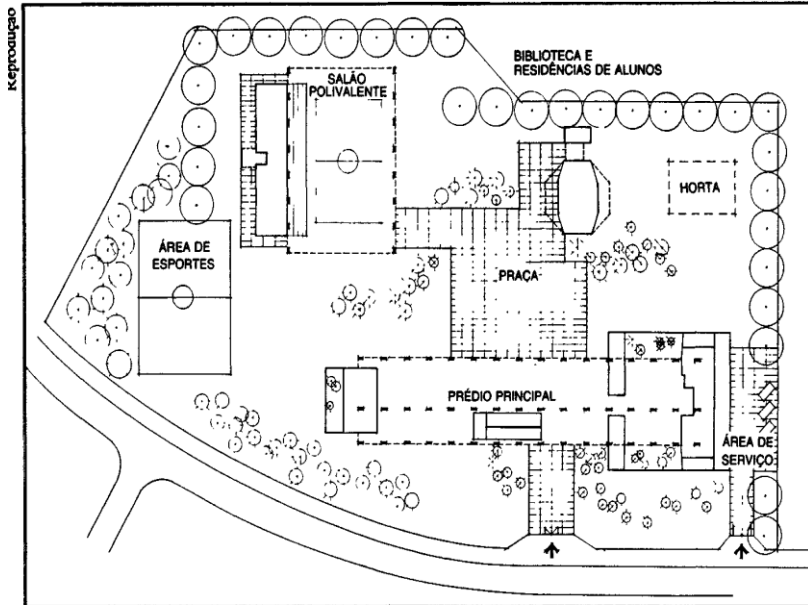 Reprodução
BIBLIOTECA E
RESIDÊNCIAS DE ALUNOS
SALÃO
POLIVALENTE
HORTA
ÁREA DE
ESPORTES
PRAÇA
PRÉDIO PRINCIPAL
ÁREA DE
SERVIÇO